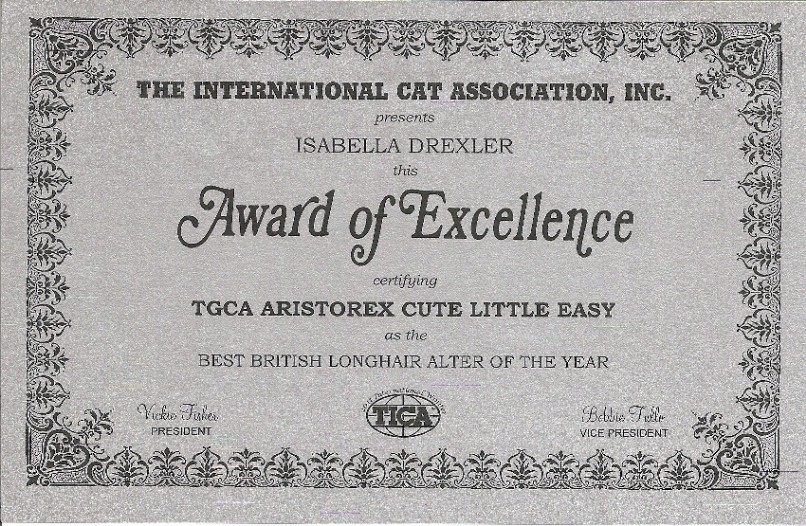 THE INTERNATIONAL CAT ASSOCIATION, INC.
presents
ISABELLA DREXLER
this
Award of Excellence
certifying
TGCA ARISTOREX CUTE LITTLE EASY
as the
BEST BRITISH LONGHAIR ALTER OF THE YEAR
Vickie Fisher
PRESIDENT
TICA
Bobbie
VICE PRESIDENT